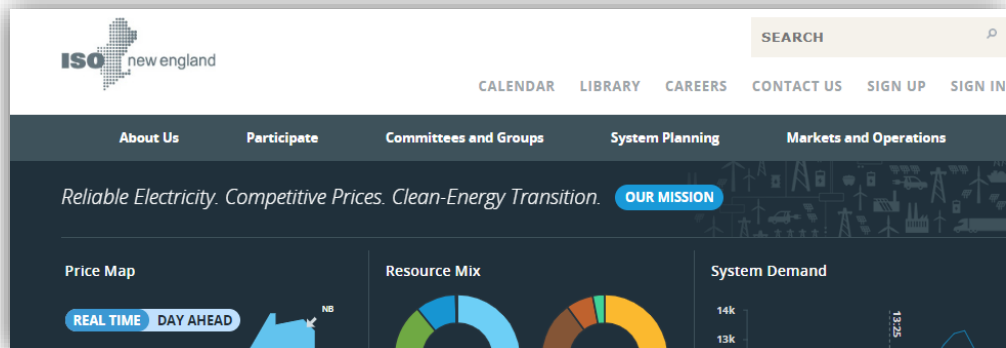 SEARCH
ISO new england
CALENDAR LIBRARY CAREERS CONTACT US SIGN UP SIGN IN
About Us Participate Committees and Groups System Planning Markets and Operations
Reliable Electricity. Competitive Prices. Clean-Energy Transition. OUR MISSION
Price Map Resource Mix System Demand
REAL TIME DAY AHEAD NB 14k
13:25
13k